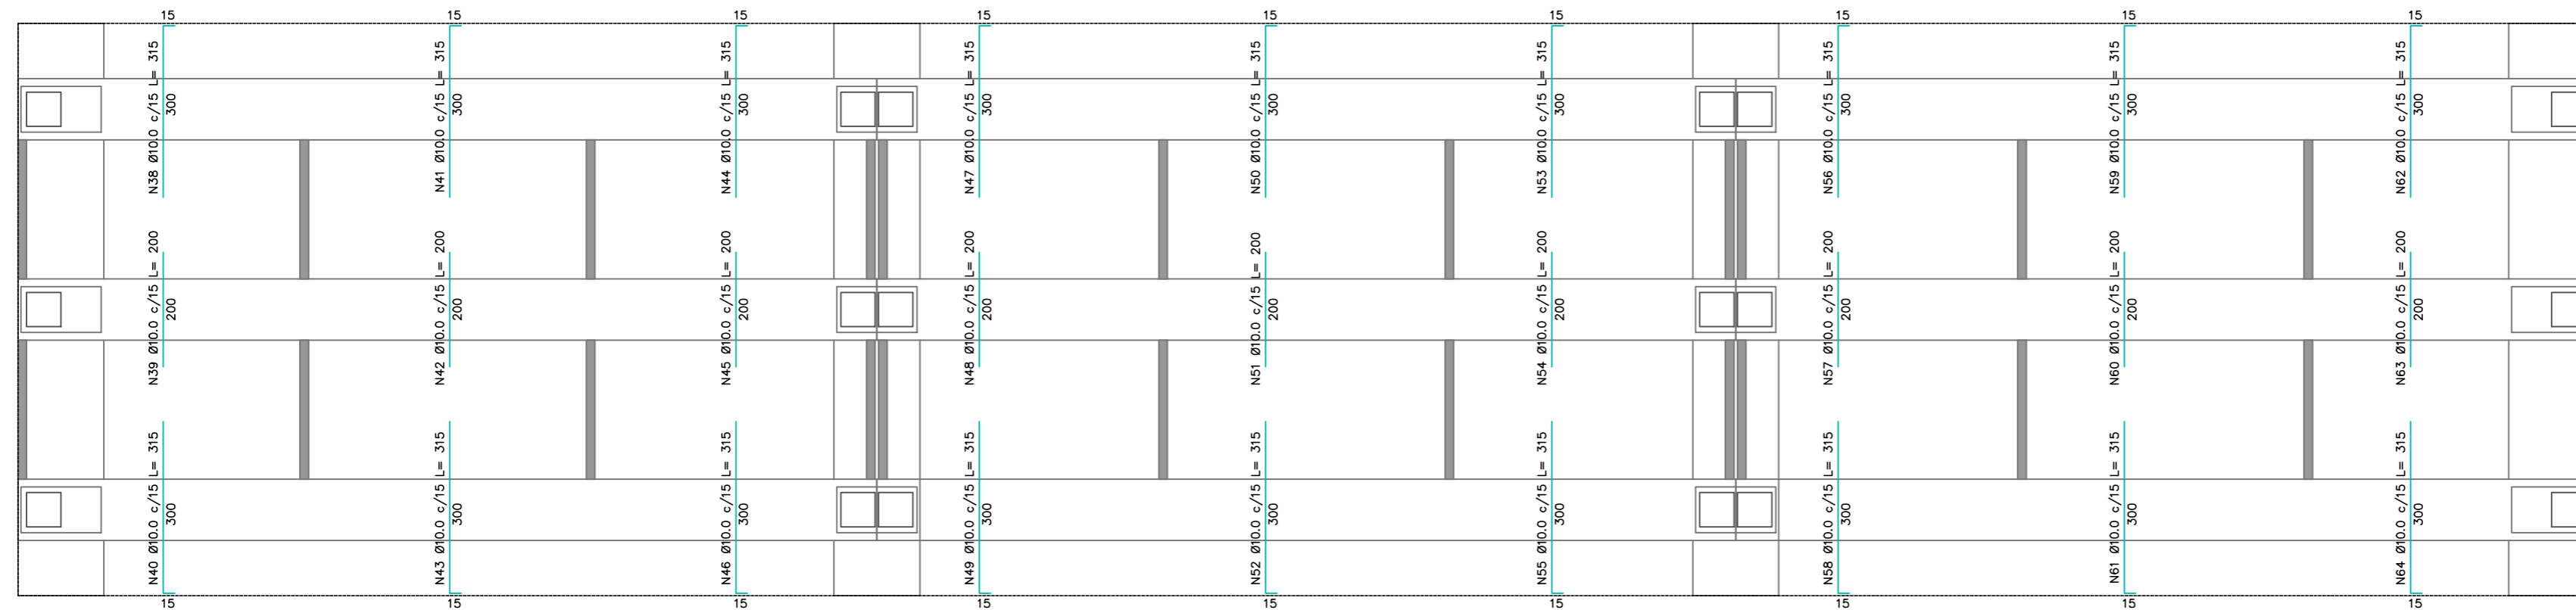 15
15
15
15
15
15
15
15
15
N38 Ø10.0 c/15 L= 315
300
N41 Ø10.0 c/15 L= 315
300
N44 Ø10.0 c/15 L= 315
300
N47 Ø10.0 c/15 L= 315
300
N50 Ø10.0 c/15 L= 315
300
N53 Ø10.0 c/15 L= 315
300
N56 Ø10.0 c/15 L= 315
300
N59 Ø10.0 c/15 L= 315
300
N62 Ø10.0 c/15 L= 315
300
N39 Ø10.0 c/15 L= 200
200
N42 Ø10.0 c/15 L= 200
200
N45 Ø10.0 c/15 L= 200
200
N48 Ø10.0 c/15 L= 200
200
N51 Ø10.0 c/15 L= 200
200
N54 Ø10.0 c/15 L= 200
200
N57 Ø10.0 c/15 L= 200
200
N60 Ø10.0 c/15 L= 200
200
N63 Ø10.0 c/15 L= 200
200
N40 Ø10.0 c/15 L= 315
300
N43 Ø10.0 c/15 L= 315
300
N46 Ø10.0 c/15 L= 315
300
N49 Ø10.0 c/15 L= 315
300
N52 Ø10.0 c/15 L= 315
300
N55 Ø10.0 c/15 L= 315
300
N58 Ø10.0 c/15 L= 315
300
N61 Ø10.0 c/15 L= 315
300
N64 Ø10.0 c/15 L= 315
300
15
15
15
15
15
15
15
15
15